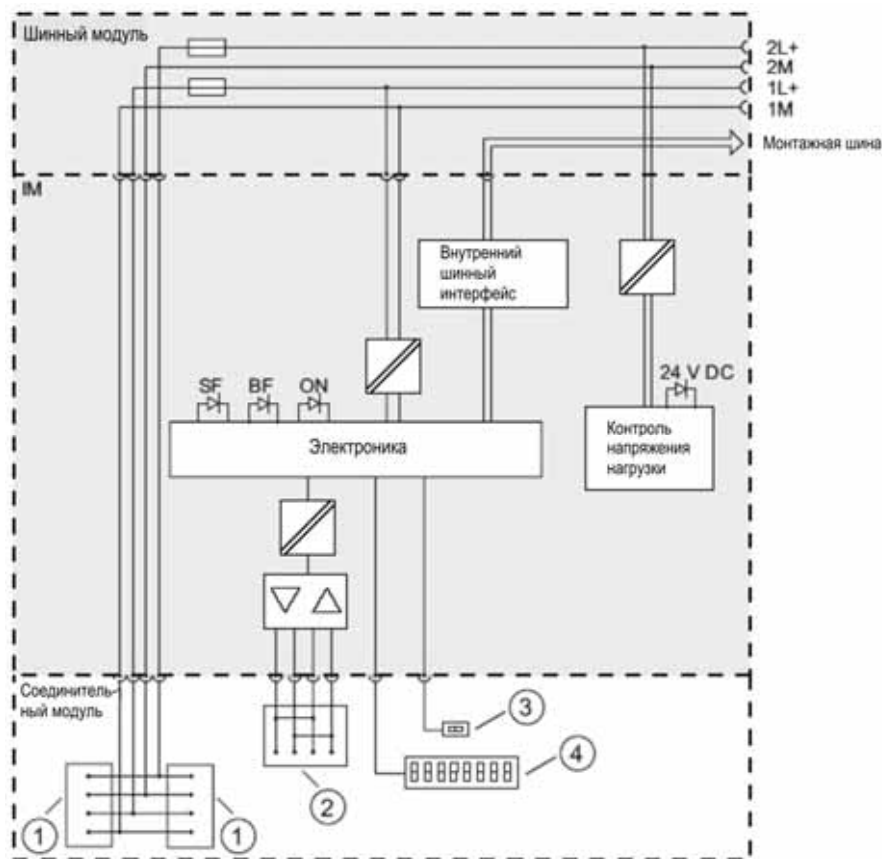 Шинный модуль
2L+
2M
1L+
1M
Монтажная шина
IM
Внутренний
шинный
интерфейс
SF BF ON
24 V DC
Электроника
Контроль
напряжения
нагрузки
Соединитель-
ный модуль
3
4
2
1
1